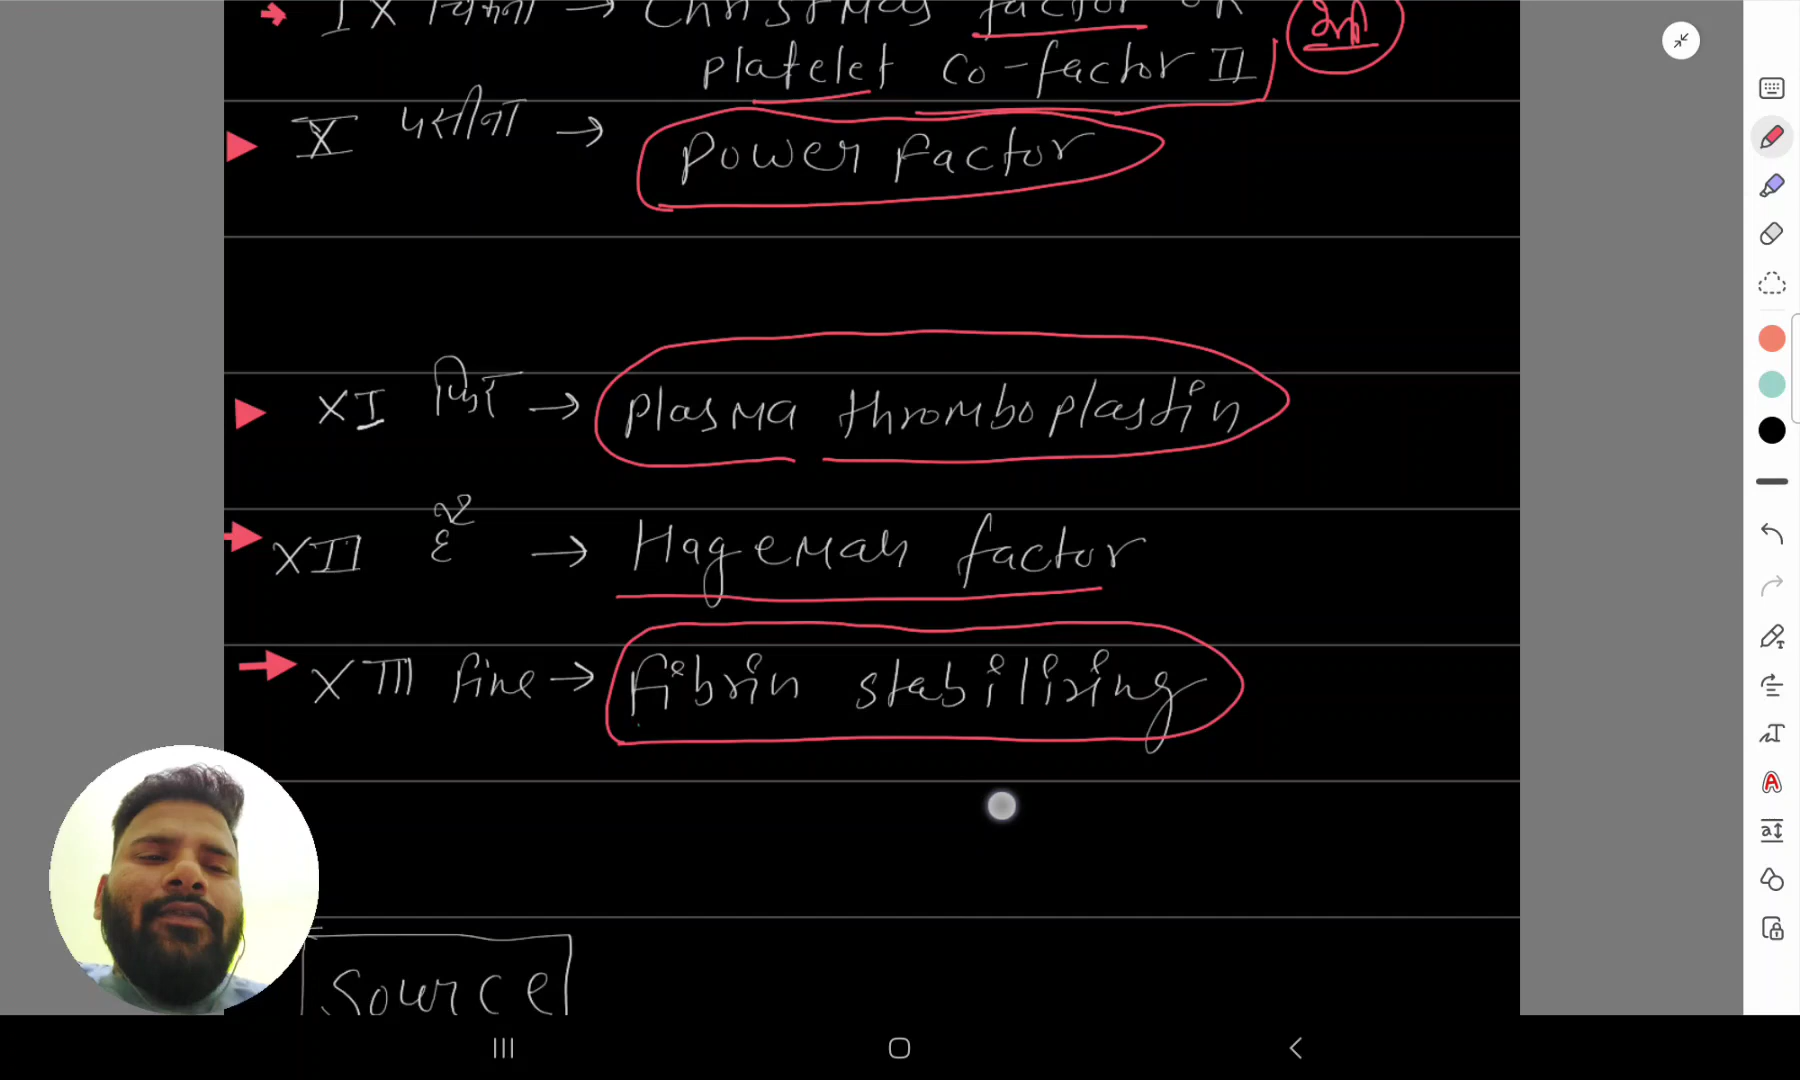 IX → Christmas factor OR
platelet co-factor II
X पसीना → Power factor
XI → plasma thromboplastin
XII है → Hageman factor
XIII fine → fibrin stabilizing
Source